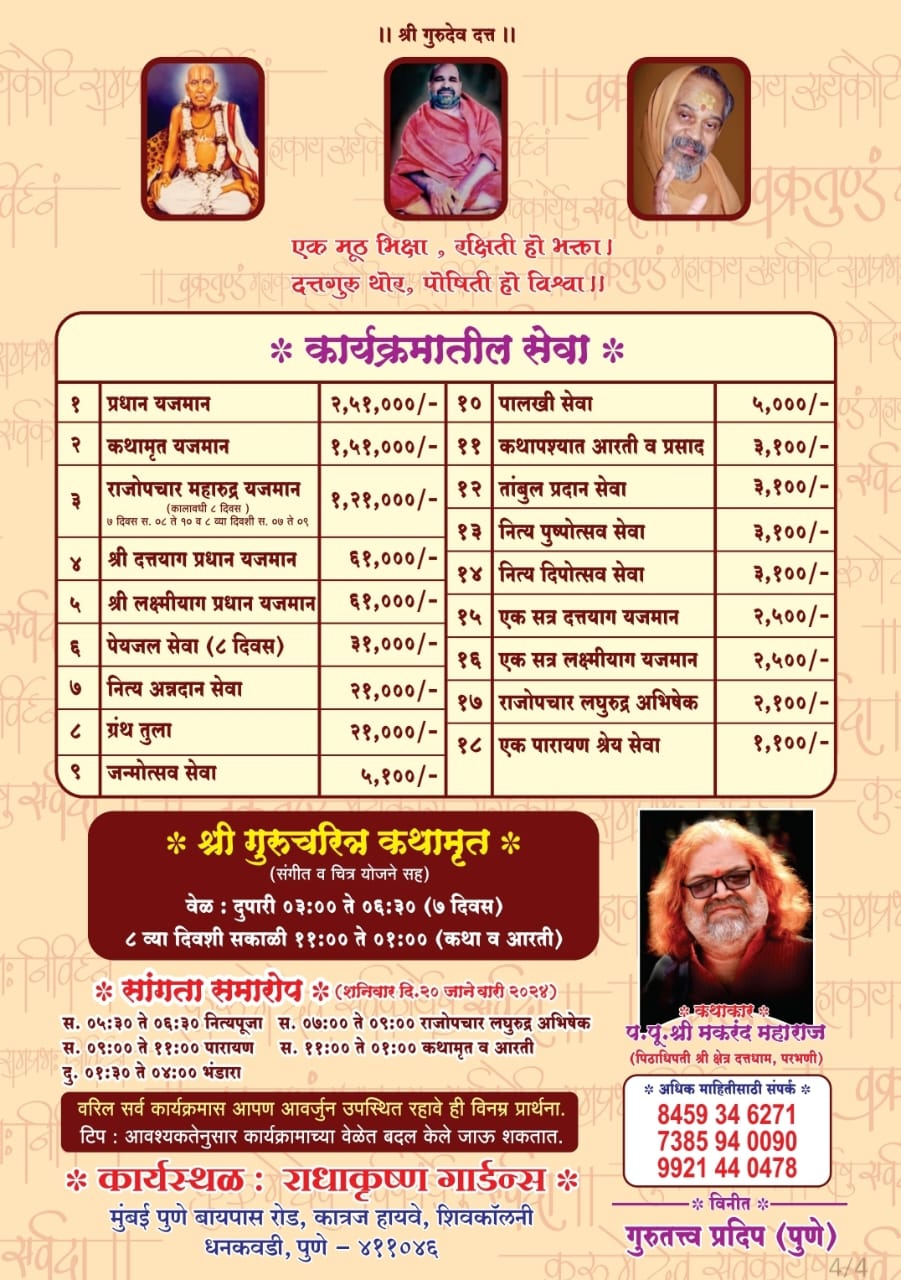 ।। श्री गुरुदेव दत्त ।।
एक मूठ भिक्षा , रक्षिती हो भक्ता।
दत्तगुरु थोर, पोषिती हो विश्वा।।
* कार्यक्रमातील सेवा *
१ प्रधान यजमान २,५१,०००/-
२ कथामृत यजमान १,५१,०००/-
३ राजोपचार महारुद्र यजमान १,२१,०००/-
(कालावधी ८ दिवस )
७ दिवस स. ०८ ते १० व ८ व्या दिवशी स. ०७ ते ०९
४ श्री दत्तयाग प्रधान यजमान ६१,०००/-
५ श्री लक्ष्मीयाग प्रधान यजमान ६१,०००/-
६ पेयजल सेवा (८ दिवस) ३१,०००/-
७ नित्य अन्नदान सेवा २१,०००/-
८ ग्रंथ तुला २१,०००/-
९ जन्मोत्सव सेवा ५,१००/-
१० पालखी सेवा ५,०००/-
११ कथापश्यात आरती व प्रसाद ३,१००/-
१२ तांबुल प्रदान सेवा ३,१००/-
१३ नित्य पुष्पोत्सव सेवा ३,१००/-
१४ नित्य दिपोत्सव सेवा ३,१००/-
१५ एक सत्र दत्तयाग यजमान २,५००/-
१६ एक सत्र लक्ष्मीयाग यजमान २,५००/-
१७ राजोपचार लघुरुद्र अभिषेक २,१००/-
१८ एक पारायण श्रेय सेवा १,१००/-
* श्री गुरुचरित्र कथामृत *
(संगीत व चित्र योजने सह)
वेळ : दुपारी ०३:०० ते ०६:३० (७ दिवस)
८ व्या दिवशी सकाळी ११:०० ते ०१:०० (कथा व आरती)
* सांगता समारोप * (शनिवार दि.२० जानेवारी २०२४)
स. ०५:३० ते ०६:३० नित्यपूजा स. ०७:०० ते ०९:०० राजोपचार लघुरुद्र अभिषेक
स. ०९:०० ते ११:०० पारायण स. ११:०० ते ०१:०० कथामृत व आरती
दु. ०१:३० ते ०४:०० भंडारा
वरिल सर्व कार्यक्रमास आपण आवर्जुन उपस्थित रहावे ही विनम्र प्रार्थना.
टिप : आवश्यकतेनुसार कार्यक्रामाच्या वेळेत बदल केले जाऊ शकतात.
* कार्यस्थळ : राधाकृष्ण गार्डन्स *
मुंबई पुणे बायपास रोड, कात्रज हायवे, शिवकॉलनी
धनकवडी, पुणे – ४११०४६
* कथाकार *
प.पू.श्री मकरंद महाराज
(पिठाधिपती श्री क्षेत्र दत्तधाम, परभणी)
* अधिक माहितीसाठी संपर्क *
8459 34 6271
7385 94 0090
9921 44 0478
* विनीत *
गुरुतत्त्व प्रदिप (पुणे)
4/4